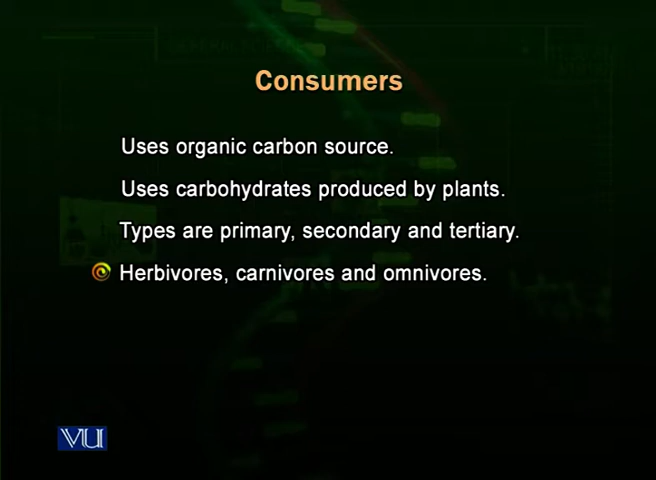 Consumers
Uses organic carbon source.
Uses carbohydrates produced by plants.
Types are primary, secondary and tertiary.
Herbivores, carnivores and omnivores.
VU